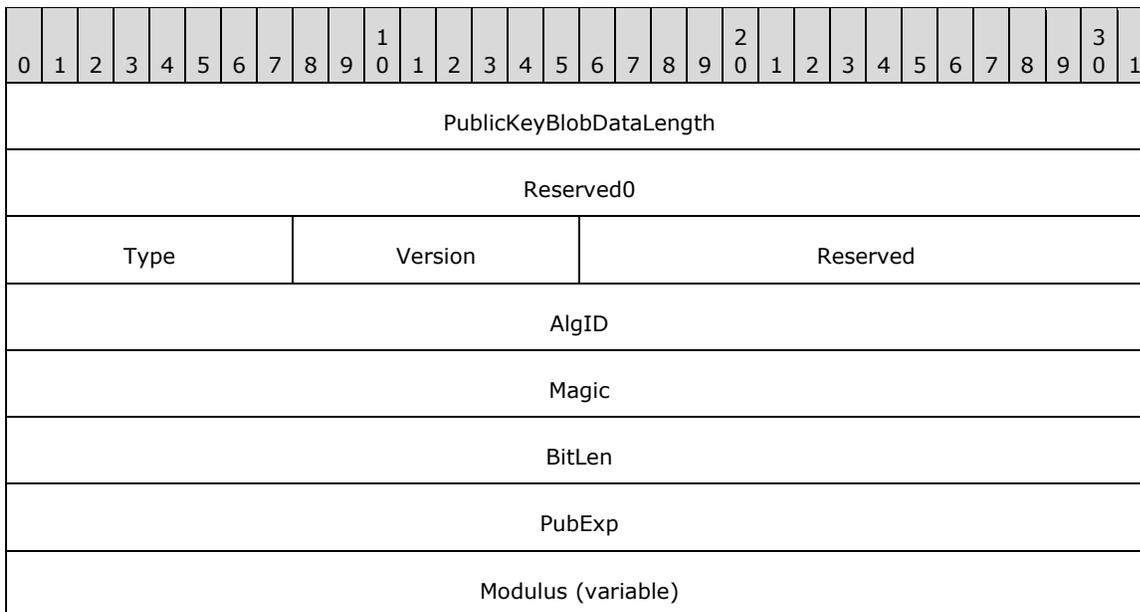 1 2 3
0 1 2 3 4 5 6 7 8 9 0 1 2 3 4 5 6 7 8 9 0 1 2 3 4 5 6 7 8 9 0 1
PublicKeyBlobDataLength
Reserved0
Type Version Reserved
AlgID
Magic
BitLen
PubExp
Modulus (variable)